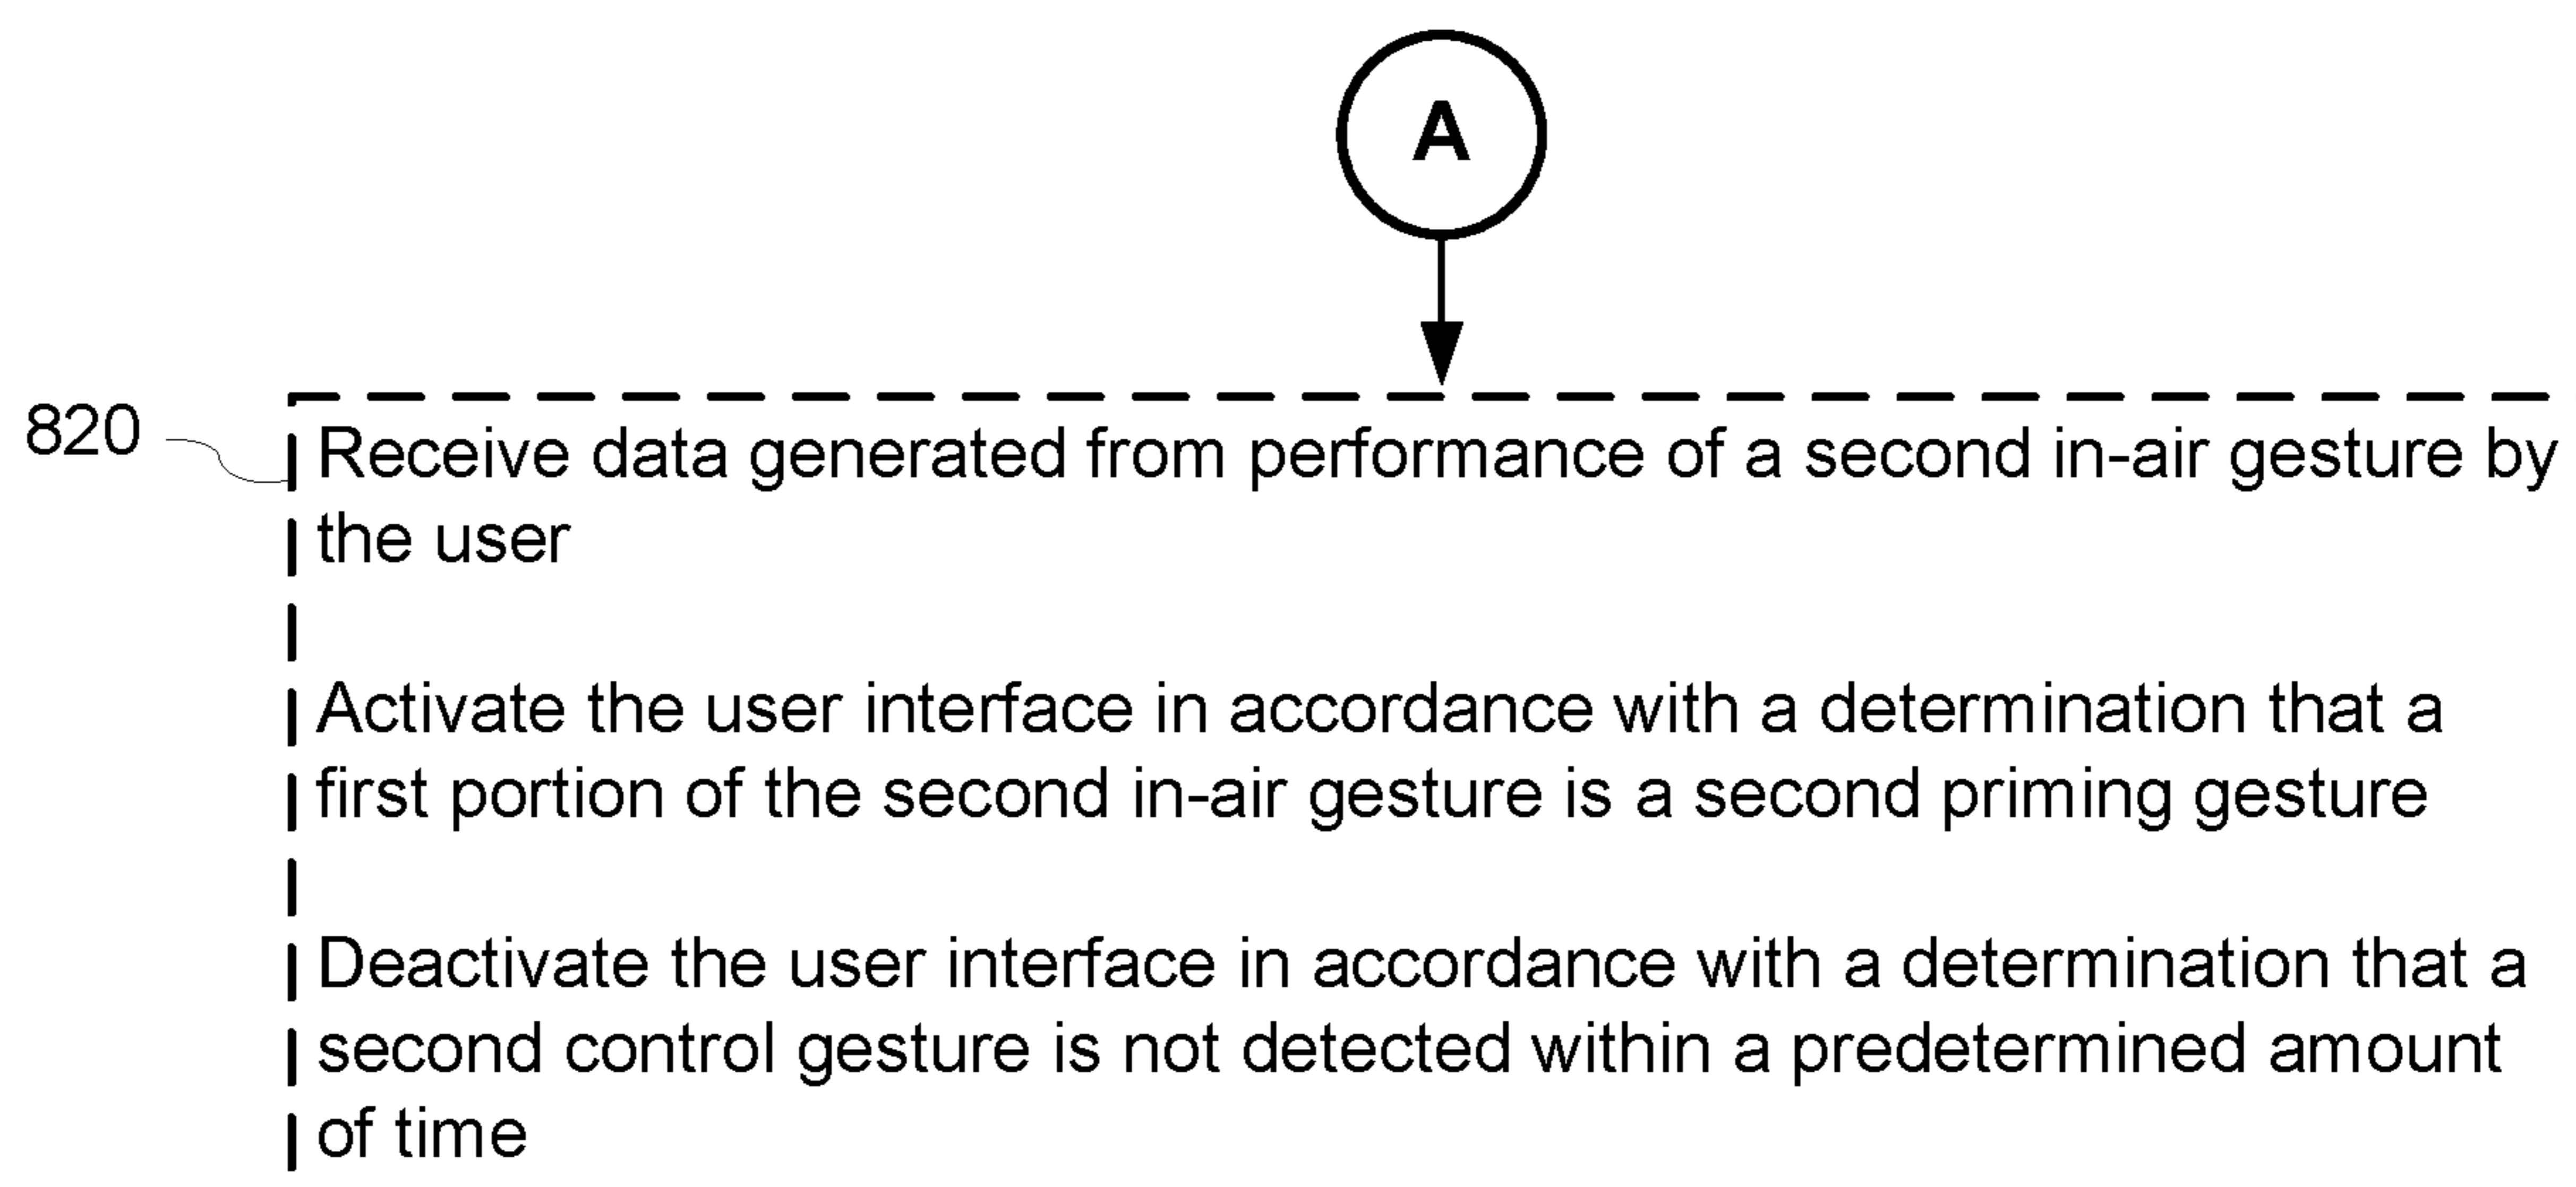 A
820
Receive data generated from performance of a second in-air gesture by
the user
Activate the user interface in accordance with a determination that a
first portion of the second in-air gesture is a second priming gesture
Deactivate the user interface in accordance with a determination that a
second control gesture is not detected within a predetermined amount
of time